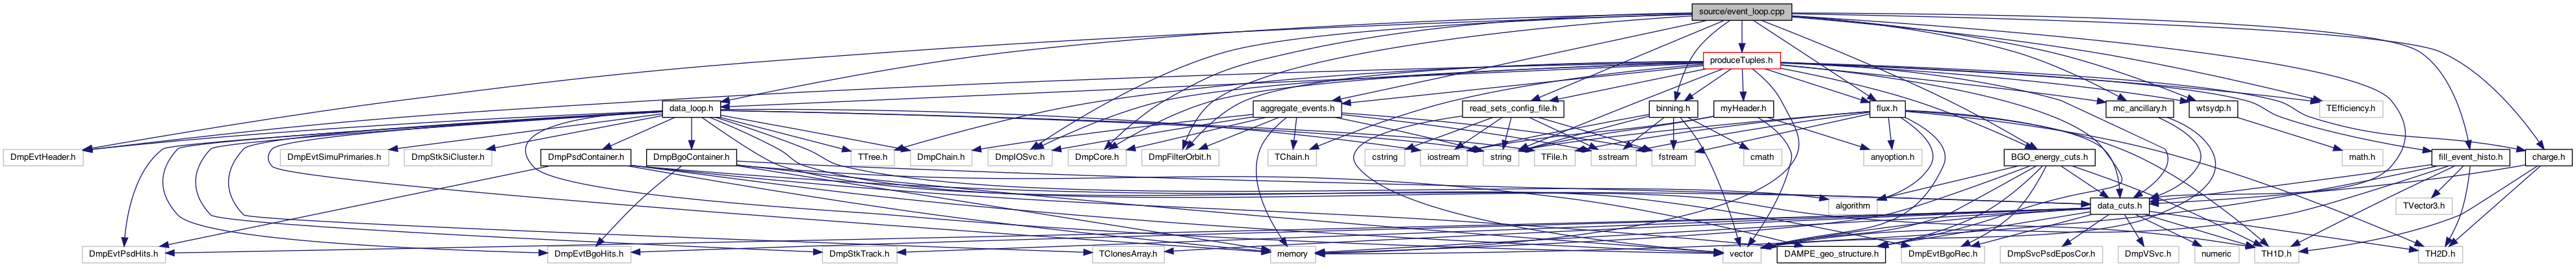 source/event_loop.cpp
produceTuples.h
data_loop.h
aggregate_events.h
read_sets_config_file.h
binning.h
myHeader.h
flux.h
mc_ancillary.h
wtsydp.h
TEfficiency.h
DmpEvtHeader.h
DmpEvtSimuPrimaries.h
DmpStkSiCluster.h
DmpPsdContainer.h
DmpBgoContainer.h
TTree.h
DmpChain.h
DmpIOSvc.h
DmpCore.h
DmpFilterOrbit.h
TChain.h
cstring
iostream
string
TFile.h
sstream
fstream
cmath
anyoption.h
BGO_energy_cuts.h
math.h
fill_event_histo.h
charge.h
algorithm
data_cuts.h
TVector3.h
DmpEvtPsdHits.h
DmpEvtBgoHits.h
DmpStkTrack.h
TClonesArray.h
memory
vector
DAMPE_geo_structure.h
DmpEvtBgoRec.h
DmpSvcPsdEposCor.h
DmpVSvc.h
numeric
TH1D.h
TH2D.h